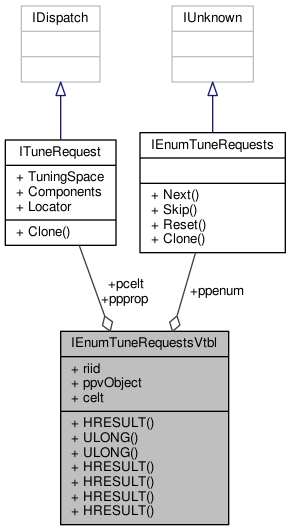 IDispatch
IUnknown
ITuneRequest
+ TuningSpace
+ Components
+ Locator
+ Clone()
IEnumTuneRequests
+ Next()
+ Skip()
+ Reset()
+ Clone()
+pcelt
+ppprop
+ppenum
IEnumTuneRequestsVtbl
+ riid
+ ppvObject
+ celt
+ HRESULT()
+ ULONG()
+ ULONG()
+ HRESULT()
+ HRESULT()
+ HRESULT()
+ HRESULT()